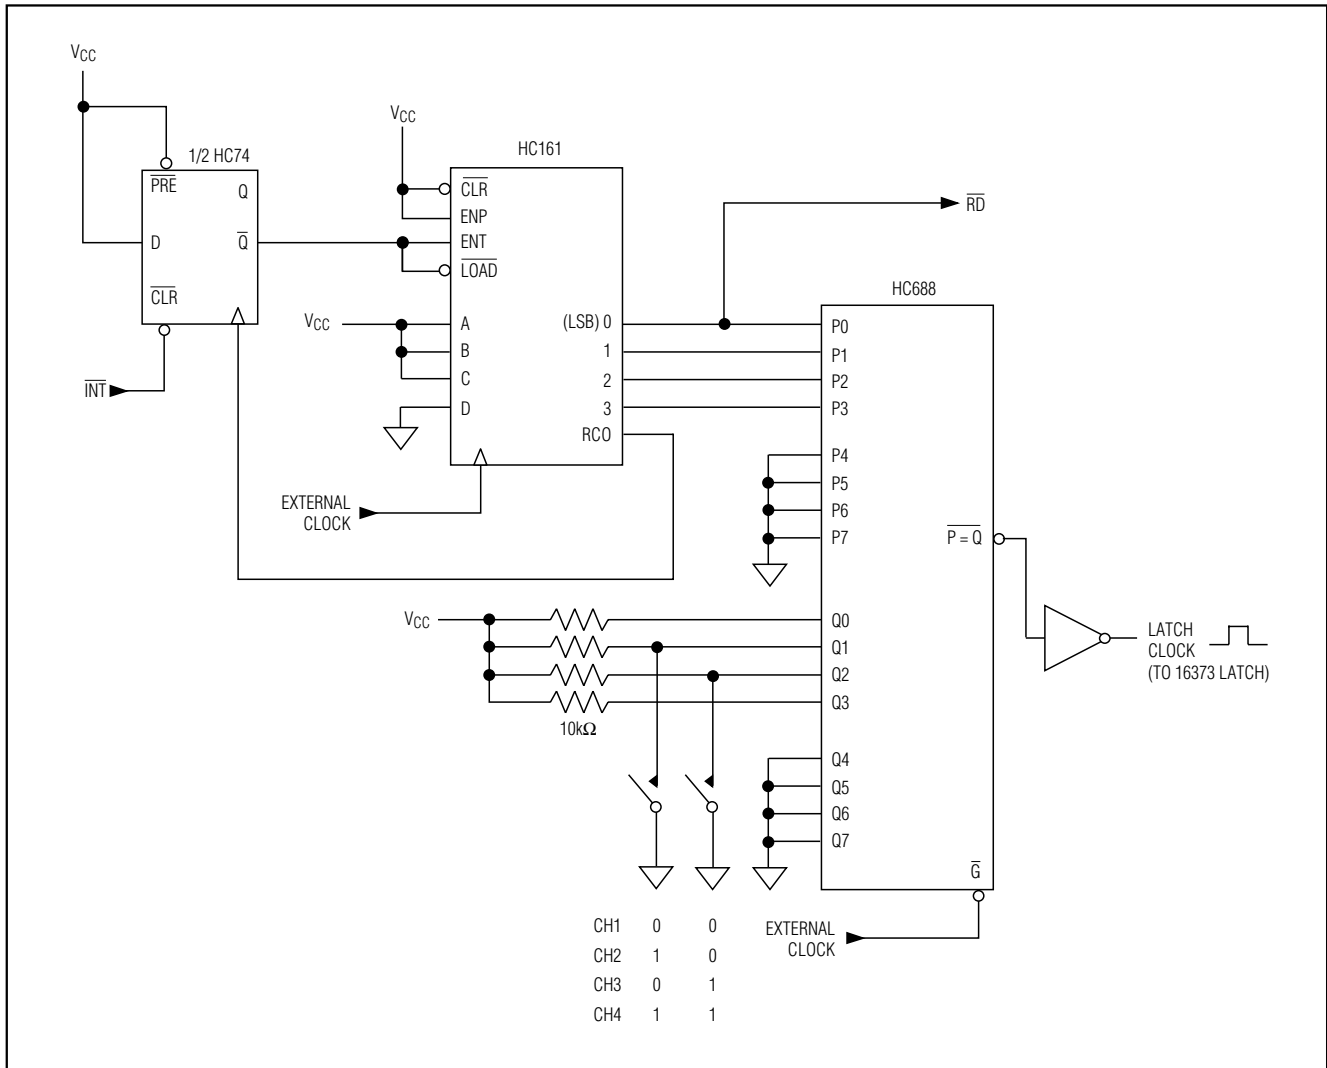 VCC
1/2 HC74
PRE
Q
D
Q
CLR
INT
VCC
HC161
CLR
ENP
ENT
LOAD
VCC
A
B
C
D
(LSB) 0
1
2
3
RCO
EXTERNAL
CLOCK
RD
HC688
P0
P1
P2
P3
P4
P5
P6
P7
P = Q
VCC
Q0
Q1
Q2
Q3
10kΩ
Q4
Q5
Q6
Q7
G
EXTERNAL
CLOCK
LATCH
CLOCK
(TO 16373 LATCH)
CH1 0 0
CH2 1 0
CH3 0 1
CH4 1 1